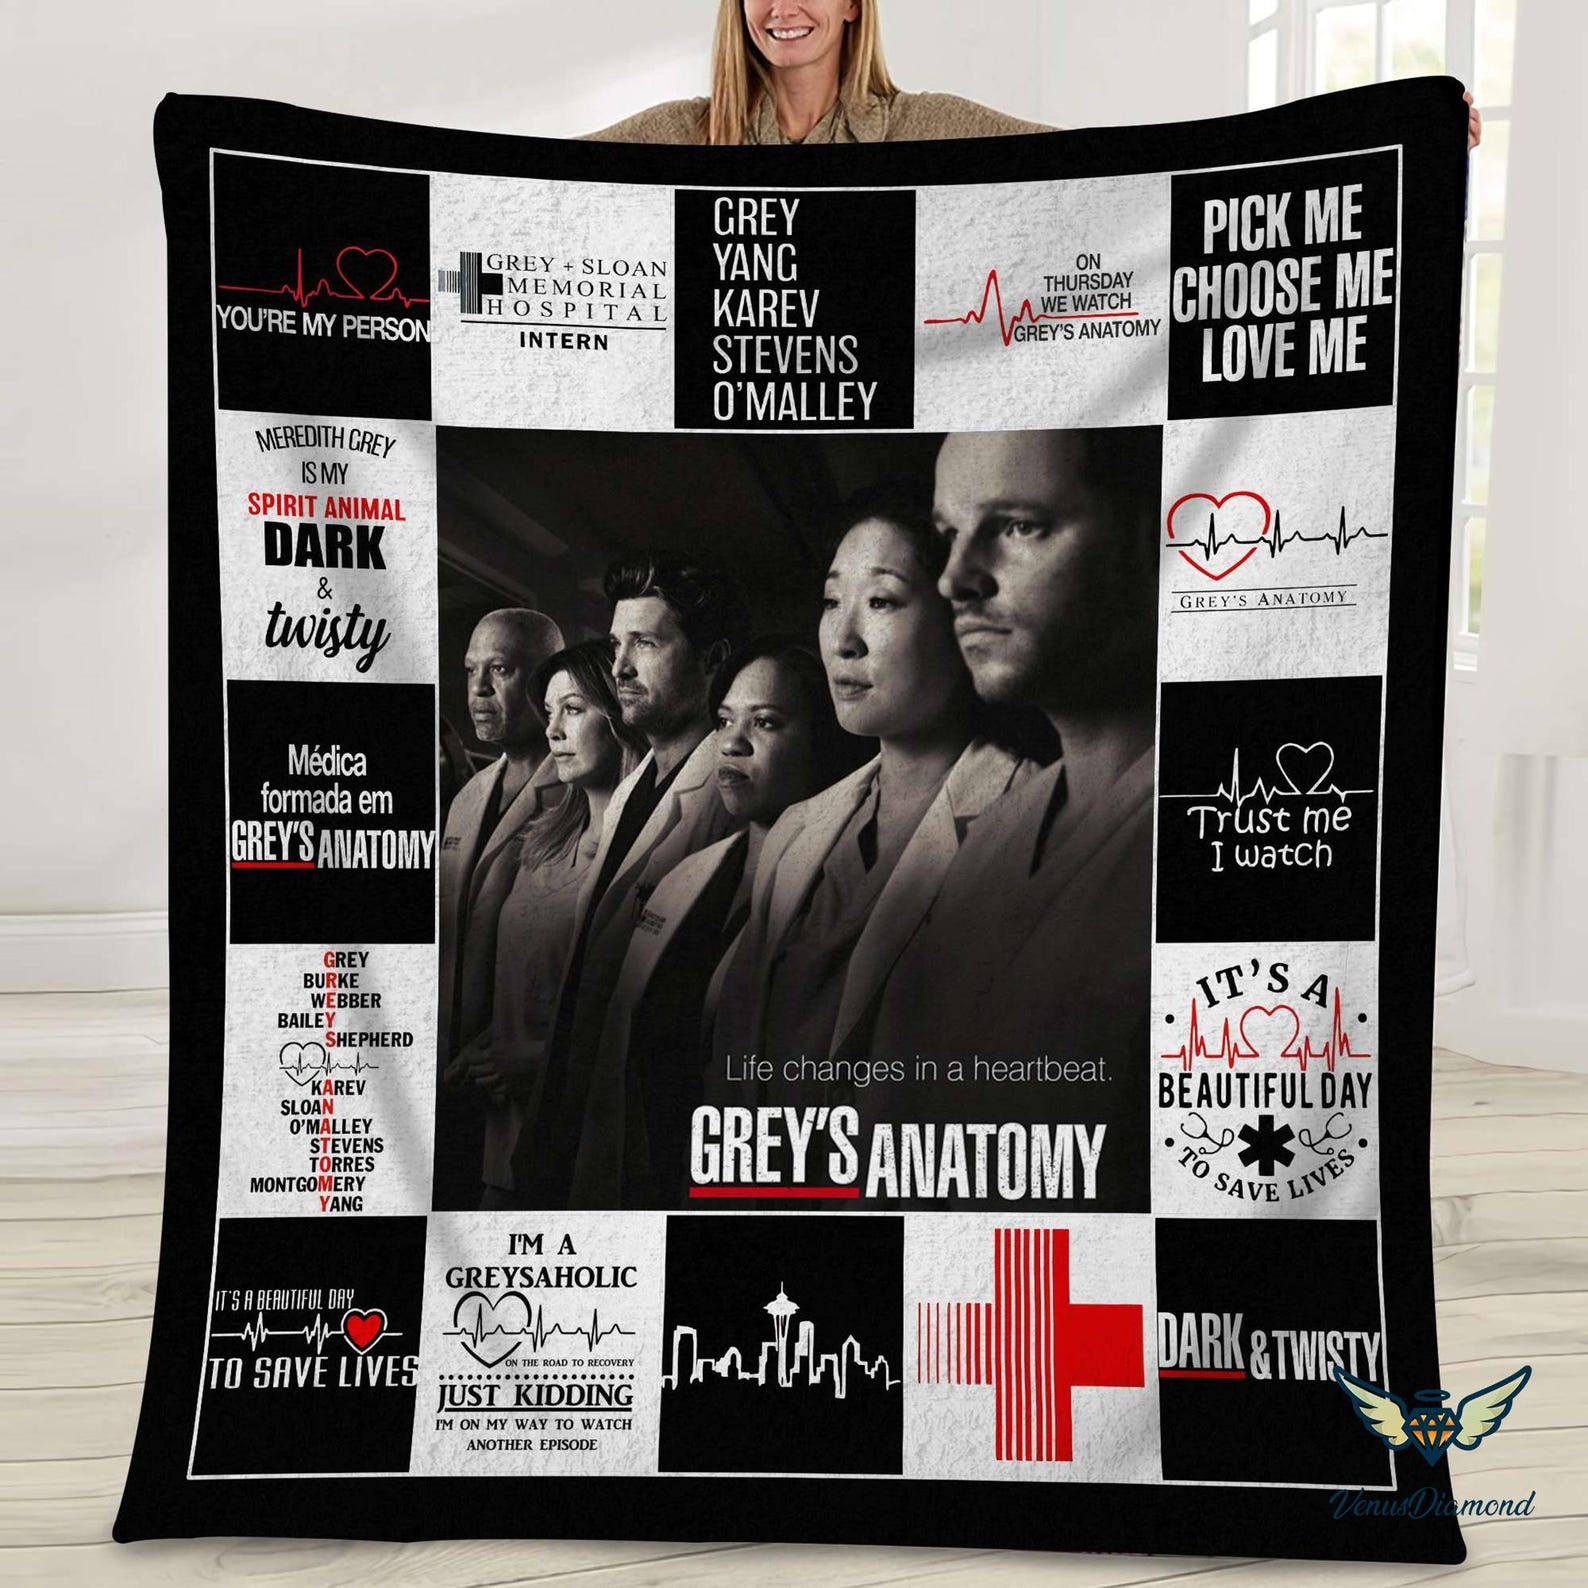 YOU'RE MY PERSON
GREY + SLOAN
MEMORIAL
HOSPITAL
INTERN
GREY
YANG
KAREV
STEVENS
O'MALLEY
ON
THURSDAY
WE WATCH
GREY'S ANATOMY
PICK ME
CHOOSE ME
LOVE ME
MEREDITH GREY
IS MY
SPIRIT ANIMAL
DARK
&
twisty
GREY'S ANATOMY
Médica
formada em
GREY'S ANATOMY
Trust me
I watch
GREY
BURKE
WEBBER
BAILEY
SHEPHERD
KAREV
SLOAN
O'MALLEY
STEVENS
TORRES
MONTGOMERY
YANG
Life changes in a heartbeat.
GREY'S ANATOMY
IT'S A
BEAUTIFUL DAY
TO SAVE LIVES
IT'S A BEAUTIFUL DAY
TO SAVE LIVES
I'M A
GREYSAHOLIC
ON THE ROAD TO RECOVERY
JUST KIDDING
I'M ON MY WAY TO WATCH
ANOTHER EPISODE
DARK & TWISTY
VenusDiamond